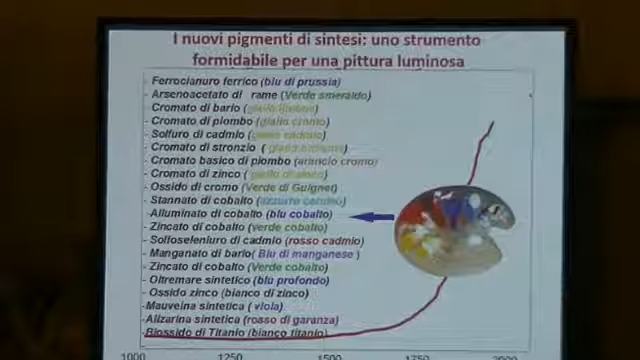 I nuovi pigmenti di sintesi: uno strumento
formidabile per una pittura luminosa
- Ferrocianuro ferrico (blu di prussia)
- Arsenoacetato di rame (Verde smeraldo)
- Cromato di bario (giallo
- Cromato di piombo (giallo cromo)
- Solfuro di cadmio (giallo cadmio)
- Cromato di stronzio ( giallo
- Cromato basico di piombo (arancio cromo)
- Cromato di zinco ( giallo di zinco)
- Ossido di cromo (Verde di Guignet)
- Stannato di cobalto (azzurro ceruleo)
- Alluminato di cobalto (blu cobalto)
- Zincato di cobalto (verde cobalto)
- Solfoseleniuro di cadmio (rosso cadmio)
- Manganato di bario( Blu di manganese )
- Zincato di cobalto (Verde cobalto)
- Oltremare sintetico (blu profondo)
- Ossido zinco (bianco di zinco)
- Mauveina sintetica ( viola)
- Alizarina sintetica (rosso di garanza)
- Biossido di Titanio (bianco titanio)
1000 1250 1500 1750 2000